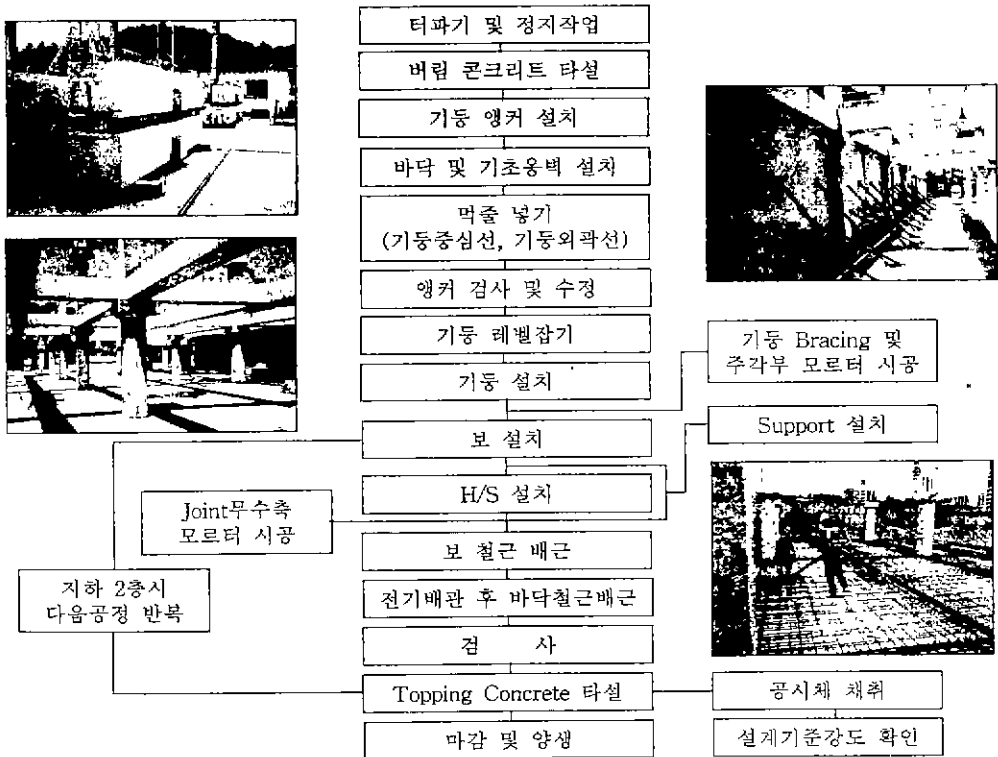 터파기 및 정지작업
버림 콘크리트 타설
기둥 앵커 설치
바닥 및 기초옹벽 설치
먹줄 넣기
(기둥중심선, 기둥외곽선)
앵커 검사 및 수정
기둥 레벨잡기
기둥 Bracing 및
주각부 모르터 시공
기둥 설치
Support 설치
보 설치
H/S 설치
Joint무수축
모르터 시공
보 철근 배근
지하 2층시
다음공정 반복
전기배관 후 바닥철근배근
검 사
Topping Concrete 타설
공시체 채취
마감 및 양생
설계기준강도 확인